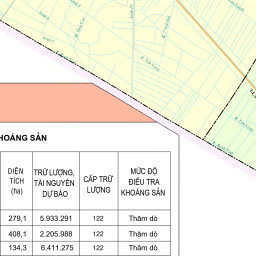 HOÁNG SẢN
DIỆN TÍCH (ha)
TRỮ LƯỢNG, TÀI NGUYÊN DỰ BÁO
CẤP TRỮ LƯỢNG
MỨC ĐỘ ĐIỀU TRA KHOÁNG SẢN
279,1 5.933.291 122 Thăm dò
408,1 2.205.988 122 Thăm dò
134,3 6.411.275 122 Thăm dò